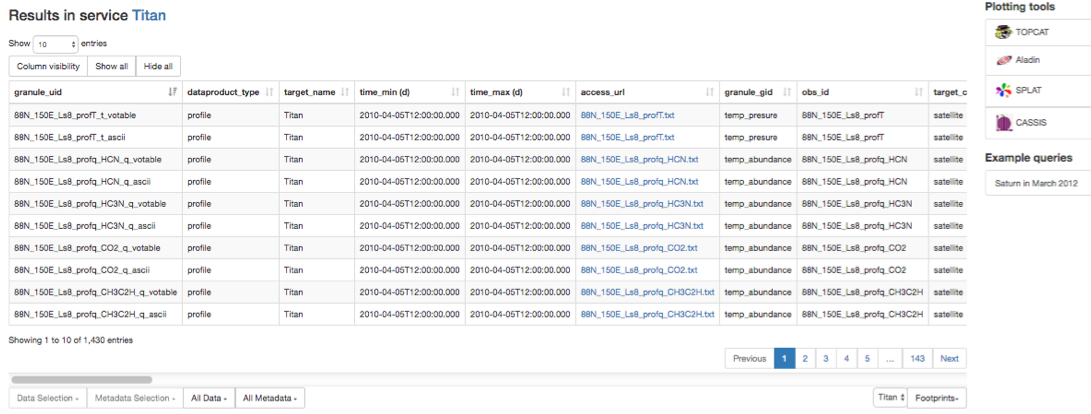 Results in service Titan
Show 10 entries
Column visibility Show all Hide all
granule_uid dataproduct_type target_name time_min (d) time_max (d) access_url granule_gid obs_id target_c
88N_150E_Ls8_profT_t_votable profile Titan 2010-04-05T12:00:00.000 2010-04-05T12:00:00.000 88N_150E_Ls8_profT.txt temp_presure 88N_150E_Ls8_profT satellite
88N_150E_Ls8_profT_t_ascii profile Titan 2010-04-05T12:00:00.000 2010-04-05T12:00:00.000 88N_150E_Ls8_profT.txt temp_presure 88N_150E_Ls8_profT satellite
88N_150E_Ls8_profq_HCN_q_votable profile Titan 2010-04-05T12:00:00.000 2010-04-05T12:00:00.000 88N_150E_Ls8_profq_HCN.txt temp_abundance 88N_150E_Ls8_profq_HCN satellite
88N_150E_Ls8_profq_HCN_q_ascii profile Titan 2010-04-05T12:00:00.000 2010-04-05T12:00:00.000 88N_150E_Ls8_profq_HCN.txt temp_abundance 88N_150E_Ls8_profq_HCN satellite
88N_150E_Ls8_profq_HC3N_q_votable profile Titan 2010-04-05T12:00:00.000 2010-04-05T12:00:00.000 88N_150E_Ls8_profq_HC3N.txt temp_abundance 88N_150E_Ls8_profq_HC3N satellite
88N_150E_Ls8_profq_HC3N_q_ascii profile Titan 2010-04-05T12:00:00.000 2010-04-05T12:00:00.000 88N_150E_Ls8_profq_HC3N.txt temp_abundance 88N_150E_Ls8_profq_HC3N satellite
88N_150E_Ls8_profq_CO2_q_votable profile Titan 2010-04-05T12:00:00.000 2010-04-05T12:00:00.000 88N_150E_Ls8_profq_CO2.txt temp_abundance 88N_150E_Ls8_profq_CO2 satellite
88N_150E_Ls8_profq_CO2_q_ascii profile Titan 2010-04-05T12:00:00.000 2010-04-05T12:00:00.000 88N_150E_Ls8_profq_CO2.txt temp_abundance 88N_150E_Ls8_profq_CO2 satellite
88N_150E_Ls8_profq_CH3C2H_q_votable profile Titan 2010-04-05T12:00:00.000 2010-04-05T12:00:00.000 88N_150E_Ls8_profq_CH3C2H.txt temp_abundance 88N_150E_Ls8_profq_CH3C2H satellite
88N_150E_Ls8_profq_CH3C2H_q_ascii profile Titan 2010-04-05T12:00:00.000 2010-04-05T12:00:00.000 88N_150E_Ls8_profq_CH3C2H.txt temp_abundance 88N_150E_Ls8_profq_CH3C2H satellite
Showing 1 to 10 of 1,430 entries
Previous 1 2 3 4 5 ... 143 Next
Data Selection Metadata Selection All Data All Metadata Titan Footprints
Plotting tools
TOPCAT
Aladin
SPLAT
CASSIS
Example queries
Saturn in March 2012